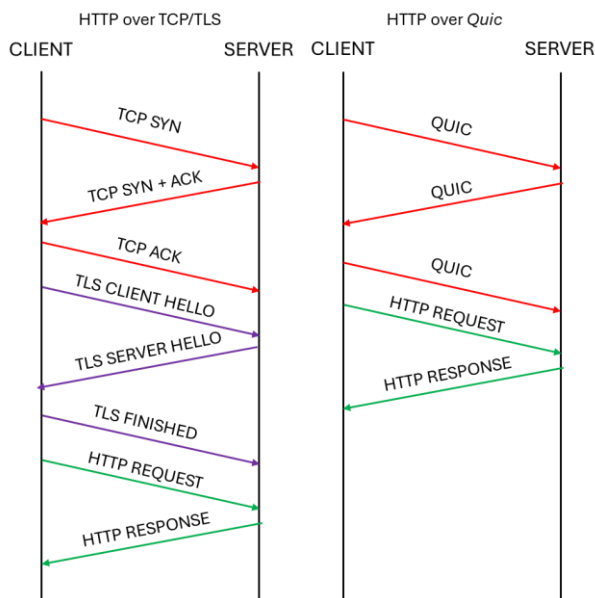 HTTP over TCP/TLS
CLIENT SERVER
TCP SYN
TCP SYN + ACK
TCP ACK
TLS CLIENT HELLO
TLS SERVER HELLO
TLS FINISHED
HTTP REQUEST
HTTP RESPONSE
HTTP over Quic
CLIENT SERVER
QUIC
QUIC
QUIC
HTTP REQUEST
HTTP RESPONSE